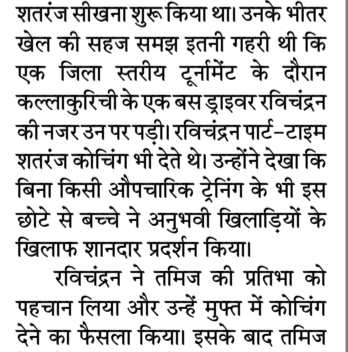 शतरंज सीखना शुरू किया था। उनके भीतर
खेल की सहज समझ इतनी गहरी थी कि
एक जिला स्तरीय टूर्नामेंट के दौरान
कल्लाकुरिची के एक बस ड्राइवर रविचंद्रन
की नजर उन पर पड़ी। रविचंद्रन पार्ट-टाइम
शतरंज कोचिंग भी देते थे। उन्होंने देखा कि
बिना किसी औपचारिक ट्रेनिंग के भी इस
छोटे से बच्चे ने अनुभवी खिलाड़ियों के
खिलाफ शानदार प्रदर्शन किया।
रविचंद्रन ने तमिज की प्रतिभा को
पहचान लिया और उन्हें मुफ्त में कोचिंग
देने का फैसला किया। इसके बाद तमिज